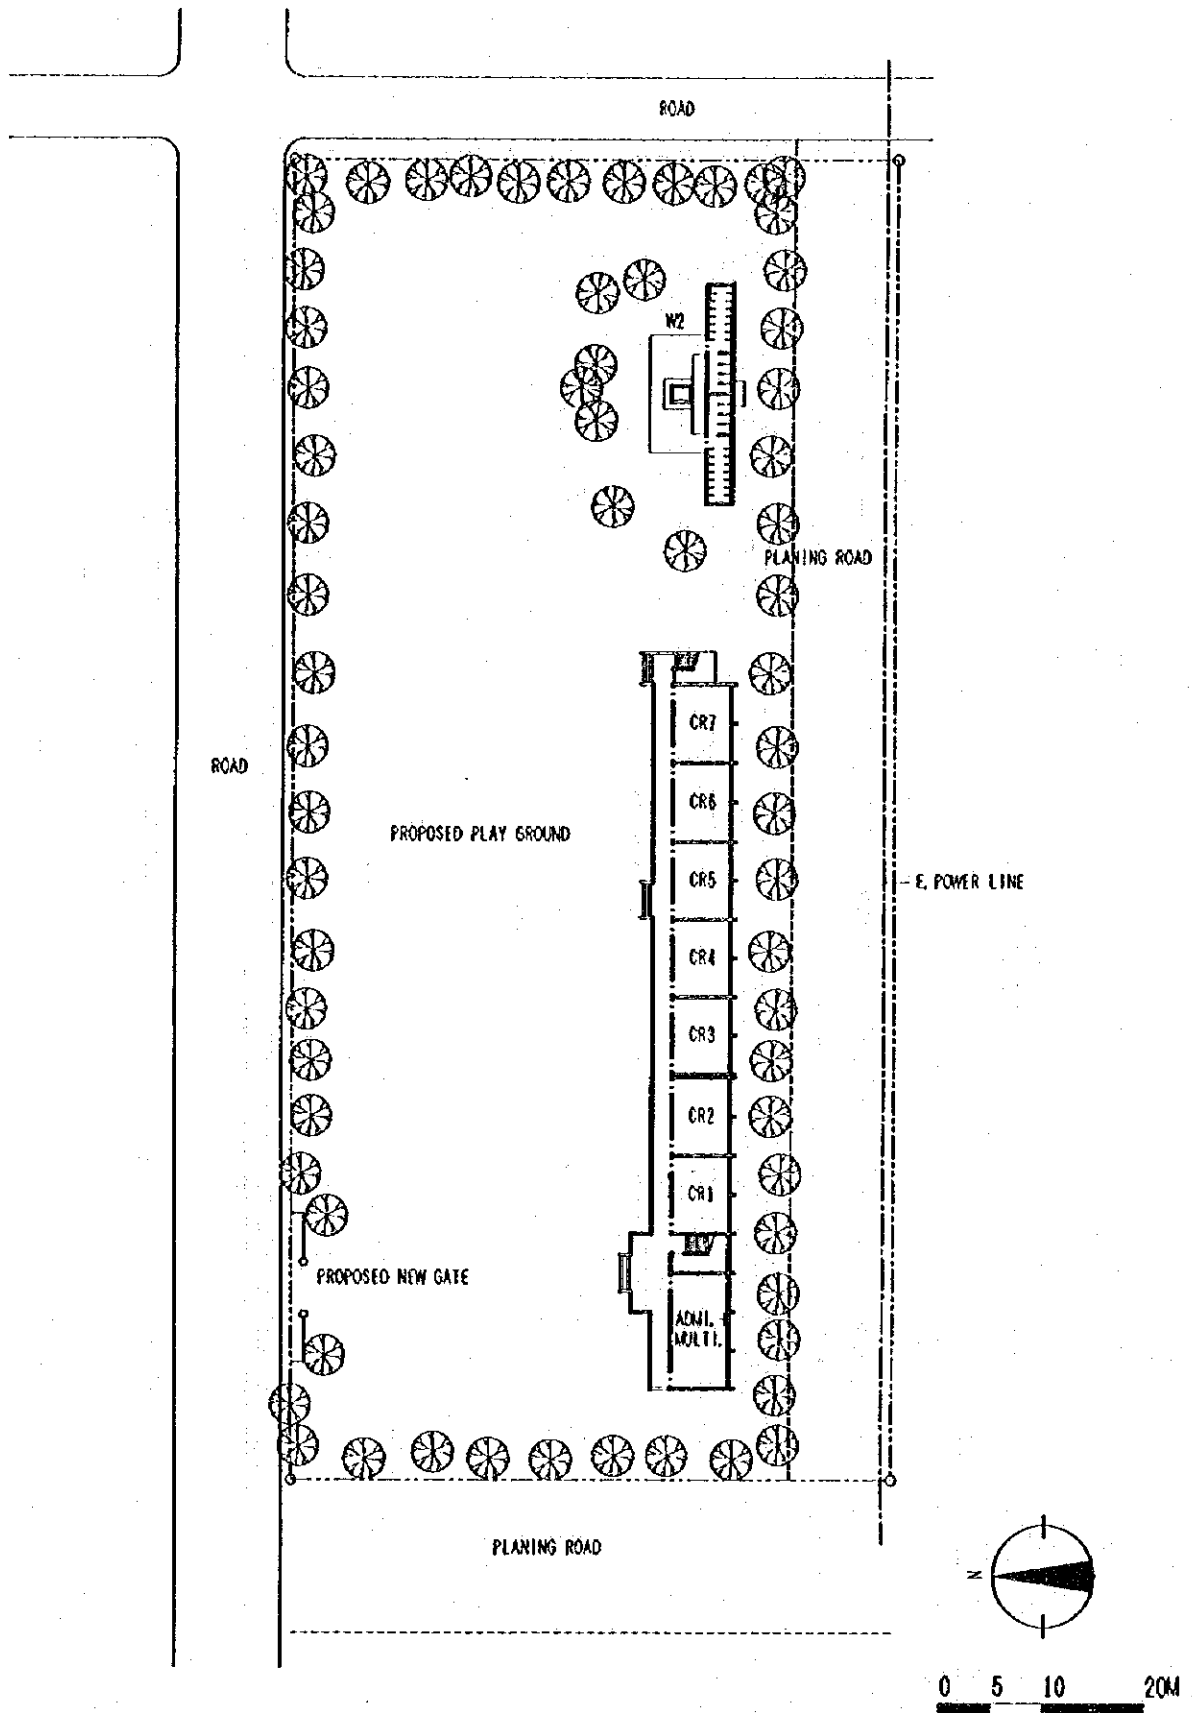 ROAD
W2
PLANING ROAD
CR7
ROAD
CR6
PROPOSED PLAY GROUND
CR5
E. POWER LINE
CR4
CR3
CR2
CR1
PROPOSED NEW GATE
ADMI.
MULTI.
PLANING ROAD
N
0 5 10 20M